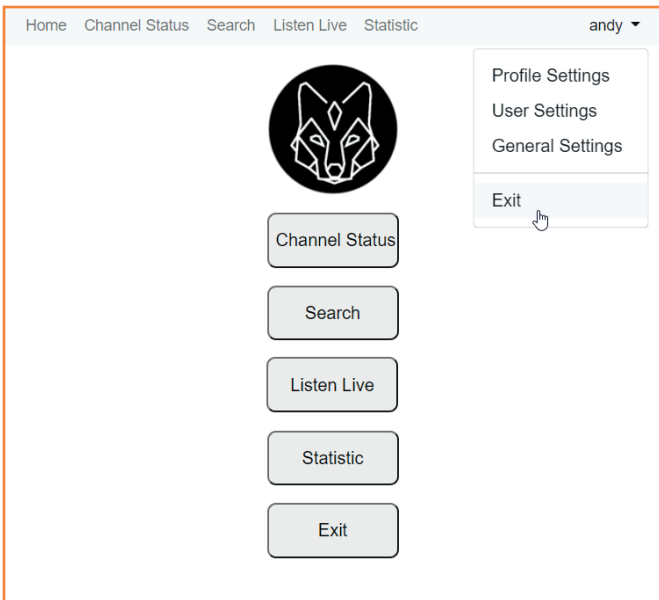 Home Channel Status Search Listen Live Statistic andy
Profile Settings
User Settings
General Settings
Exit
Channel Status
Search
Listen Live
Statistic
Exit